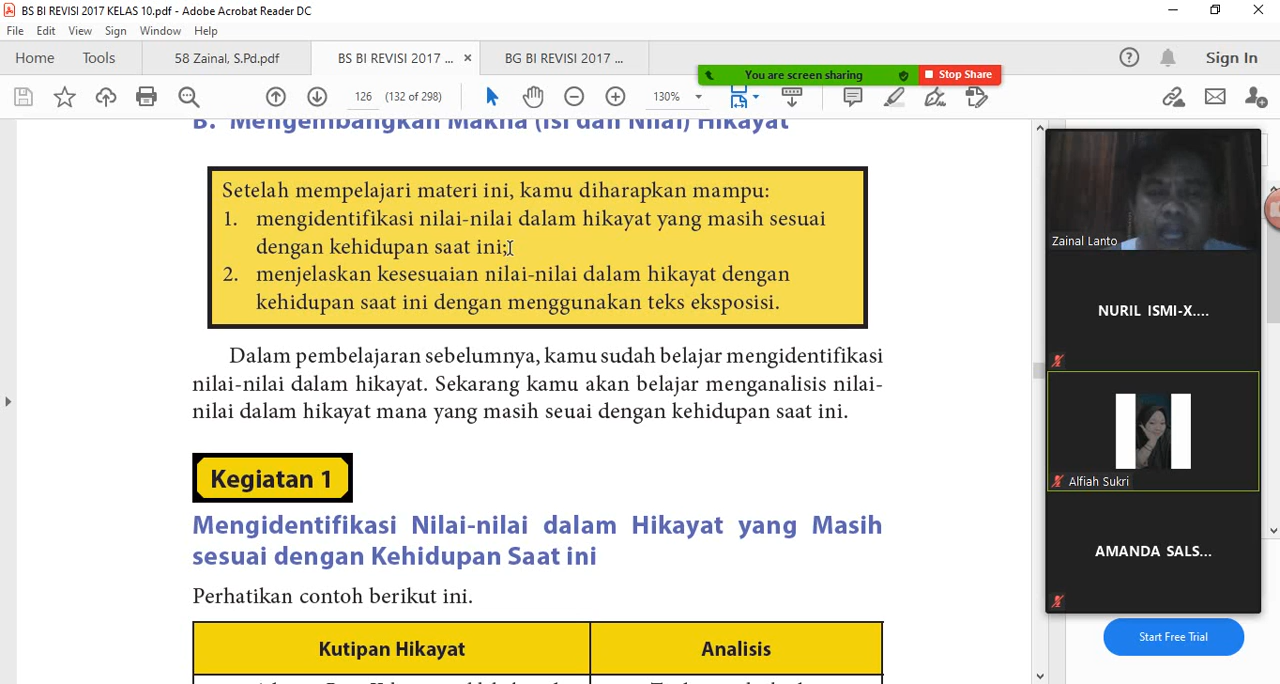 BS BI REVISI 2017 KELAS 10.pdf - Adobe Acrobat Reader DC
File Edit View Sign Window Help
Home Tools 58 Zainal, S.Pd.pdf BS BI REVISI 2017 ... × BG BI REVISI 2017 ... Sign In
You are screen sharing Stop Share
126 (132 of 298) 130%
B. Mengembangkan Makna (Isi dan Nilai) Hikayat
Setelah mempelajari materi ini, kamu diharapkan mampu:
1. mengidentifikasi nilai-nilai dalam hikayat yang masih sesuai
dengan kehidupan saat ini;
2. menjelaskan kesesuaian nilai-nilai dalam hikayat dengan
kehidupan saat ini dengan menggunakan teks eksposisi.
Dalam pembelajaran sebelumnya, kamu sudah belajar mengidentifikasi
nilai-nilai dalam hikayat. Sekarang kamu akan belajar menganalisis nilai-
nilai dalam hikayat mana yang masih seuai dengan kehidupan saat ini.
Kegiatan 1
Mengidentifikasi Nilai-nilai dalam Hikayat yang Masih
sesuai dengan Kehidupan Saat ini
Perhatikan contoh berikut ini.
Kutipan Hikayat Analisis
Zainal Lanto
NURIL ISMI-X....
Alfiah Sukri
AMANDA SALS...
Start Free Trial